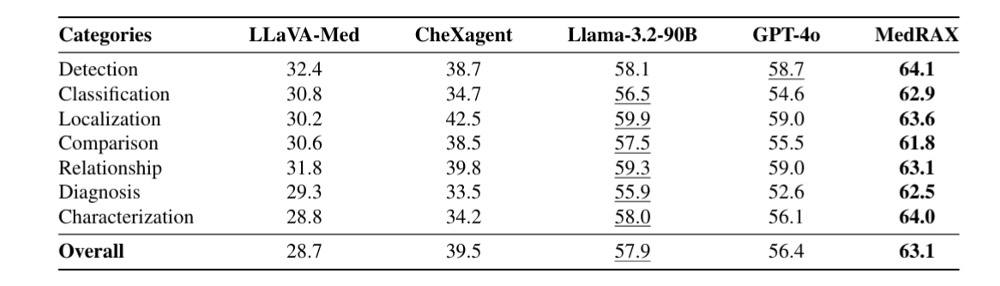 Categories LLaVA-Med CheXagent Llama-3.2-90B GPT-4o MedRAX
Detection 32.4 38.7 58.1 58.7 64.1
Classification 30.8 34.7 56.5 54.6 62.9
Localization 30.2 42.5 59.9 59.0 63.6
Comparison 30.6 38.5 57.5 55.5 61.8
Relationship 31.8 39.8 59.3 59.0 63.1
Diagnosis 29.3 33.5 55.9 52.6 62.5
Characterization 28.8 34.2 58.0 56.1 64.0
Overall 28.7 39.5 57.9 56.4 63.1